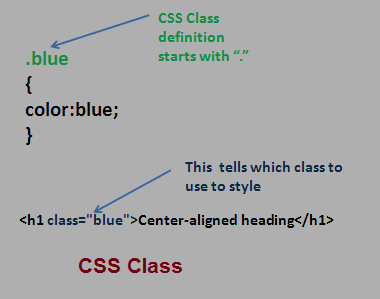 CSS Class
definition
starts with “.”
.blue
{
color:blue;
}
This tells which class to
use to style
<h1 class="blue">Center-aligned heading</h1>
CSS Class